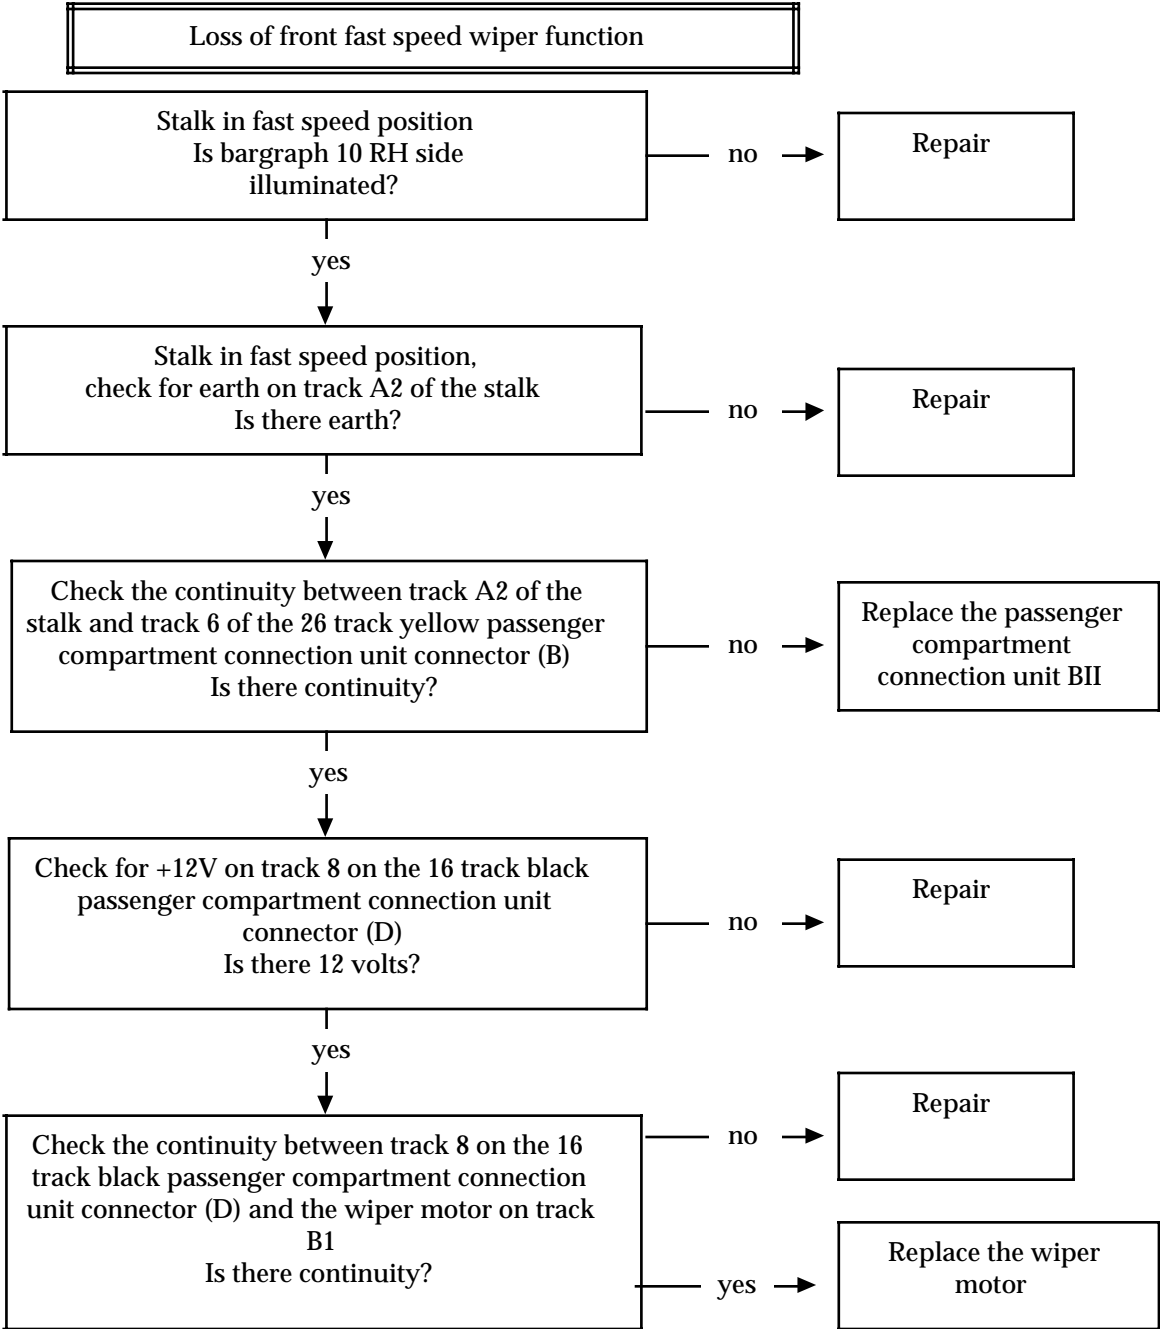 Loss of front fast speed wiper function
Stalk in fast speed position
Is bargraph 10 RH side
illuminated?
no
Repair
yes
Stalk in fast speed position,
check for earth on track A2 of the stalk
Is there earth?
no
Repair
yes
Check the continuity between track A2 of the
stalk and track 6 of the 26 track yellow passenger
compartment connection unit connector (B)
Is there continuity?
no
Replace the passenger
compartment
connection unit BII
yes
Check for +12V on track 8 on the 16 track black
passenger compartment connection unit
connector (D)
Is there 12 volts?
no
Repair
yes
Check the continuity between track 8 on the 16
track black passenger compartment connection
unit connector (D) and the wiper motor on track
B1
Is there continuity?
no
Repair
yes
Replace the wiper
motor